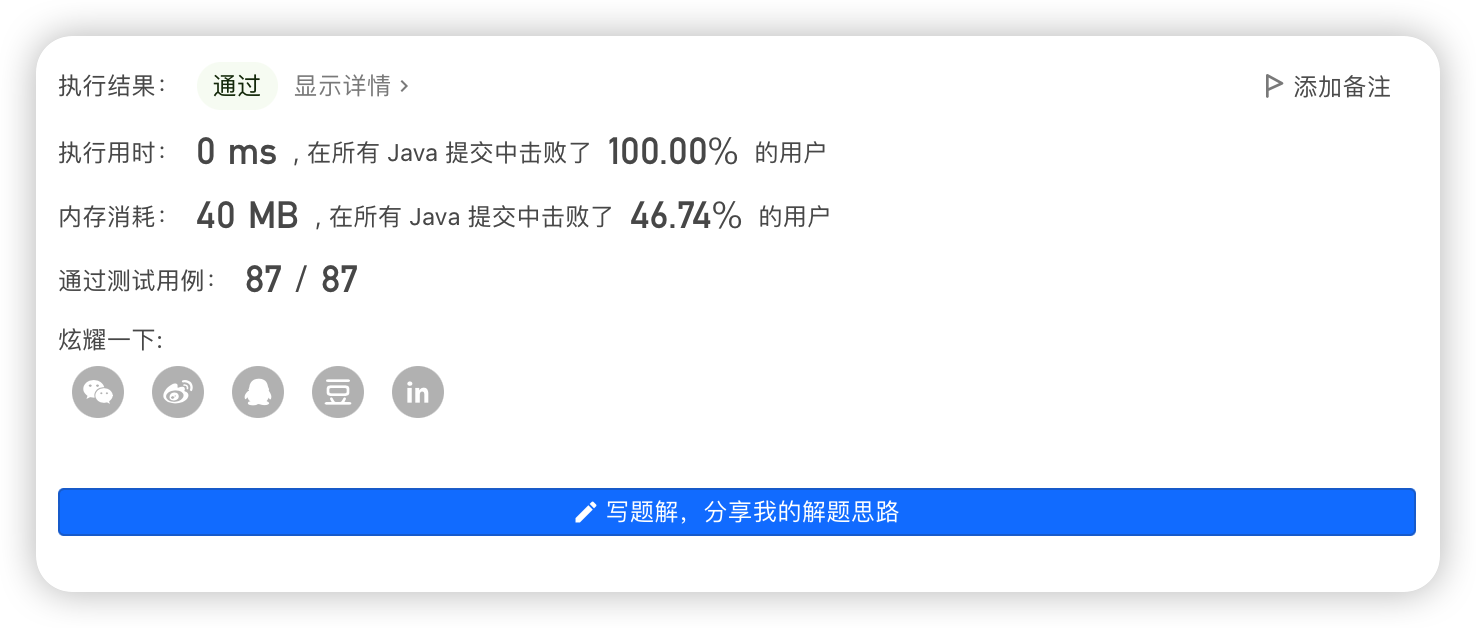 执行结果： 通过 显示详情 > 添加备注
执行用时： 0 ms , 在所有 Java 提交中击败了 100.00% 的用户
内存消耗： 40 MB , 在所有 Java 提交中击败了 46.74% 的用户
通过测试用例： 87 / 87
炫耀一下:
豆 in
写题解，分享我的解题思路